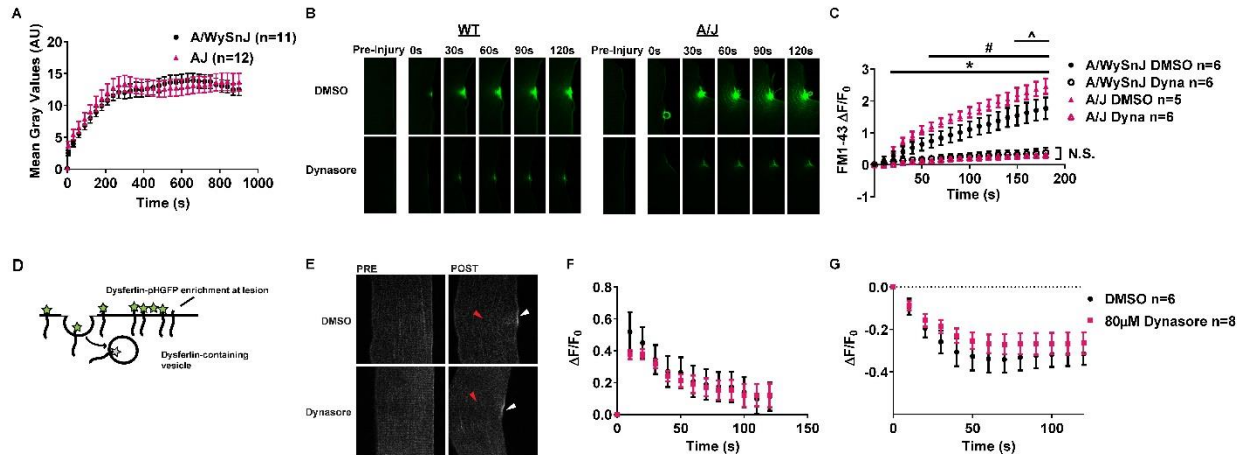 A
A/WySnJ (n=11)
AJ (n=12)
Mean Gray Values (AU)
20
15
10
5
0
0 200 400 600 800 1000
Time (s)
B
WT
A/J
Pre-Injury 0s 30s 60s 90s 120s
Pre-Injury 0s 30s 60s 90s 120s
DMSO
Dynasore
C
^
#
*
FM1-43 ΔF/F0
4
3
2
1
0
-1
50 100 150 200
Time (s)
A/WySnJ DMSO n=6
A/WySnJ Dyna n=6
A/J DMSO n=5
A/J Dyna n=6
N.S.
D
Dysferlin-pHGFP enrichment at lesion
Dysferlin-containing
vesicle
E
PRE POST
DMSO
Dynasore
F
ΔF/F0
0.8
0.6
0.4
0.2
0.0
0 50 100 150
Time (s)
G
ΔF/F0
0.0
-0.2
-0.4
0 50 100
Time (s)
DMSO n=6
80µM Dynasore n=8